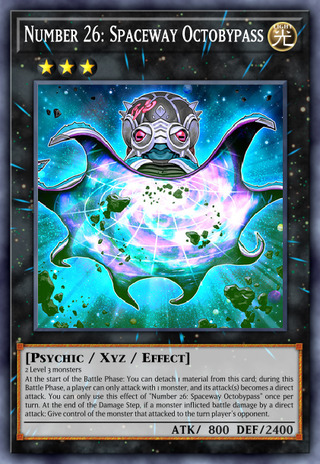 Number 26: Spaceway Octobypass
LIGHT
光
[Psychic / Xyz / Effect]
2 Level 3 monsters
At the start of the Battle Phase: You can detach 1 material from this card; during this
Battle Phase, a player can only attack with 1 monster, and its attack(s) becomes a direct
attack. You can only use this effect of "Number 26: Spaceway Octobypass" once per
turn. At the end of the Damage Step, if a monster inflicted battle damage by a direct
attack: Give control of the monster that attacked to the turn player's opponent.
ATK/ 800 DEF/2400